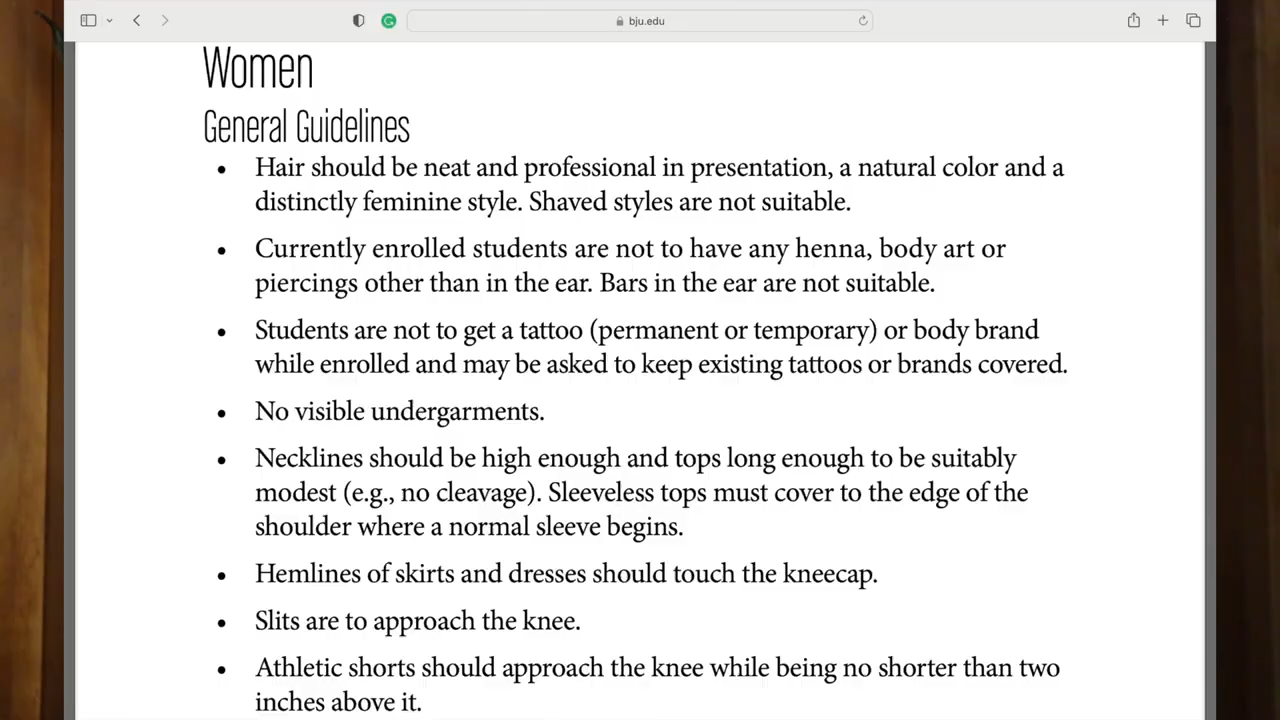 bju.edu
Women
General Guidelines
• Hair should be neat and professional in presentation, a natural color and a
distinctly feminine style. Shaved styles are not suitable.
• Currently enrolled students are not to have any henna, body art or
piercings other than in the ear. Bars in the ear are not suitable.
• Students are not to get a tattoo (permanent or temporary) or body brand
while enrolled and may be asked to keep existing tattoos or brands covered.
• No visible undergarments.
• Necklines should be high enough and tops long enough to be suitably
modest (e.g., no cleavage). Sleeveless tops must cover to the edge of the
shoulder where a normal sleeve begins.
• Hemlines of skirts and dresses should touch the kneecap.
• Slits are to approach the knee.
• Athletic shorts should approach the knee while being no shorter than two
inches above it.